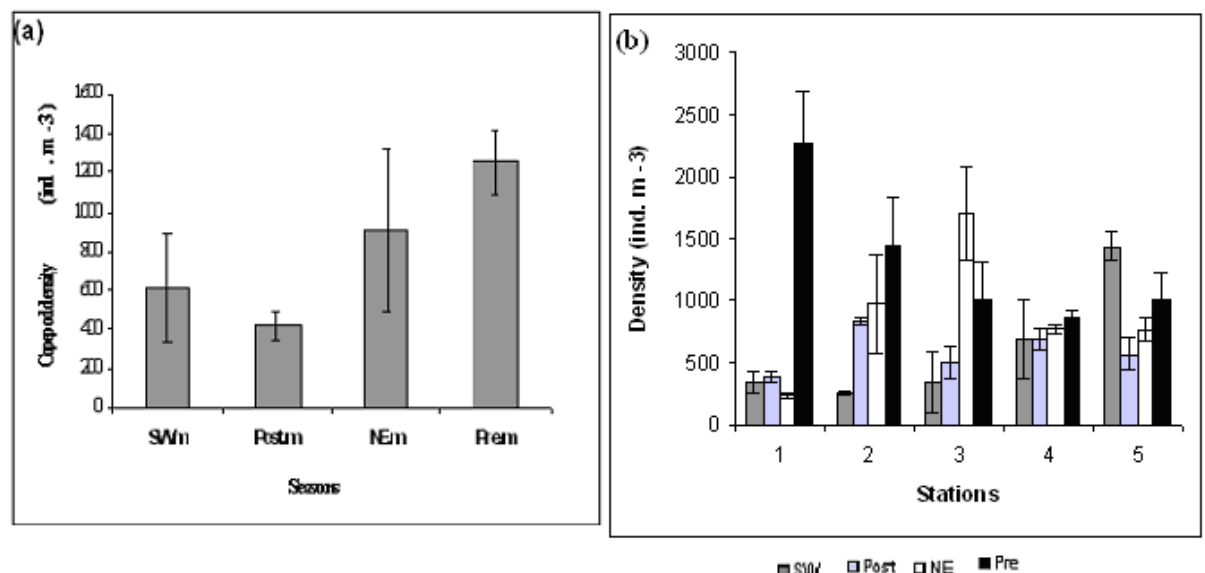 (a)
Copepod density (ind. m -3)
1600
1400
1200
1000
800
600
400
200
0
SWm
Postm
NEm
Prem
Seasons
(b)
Density (ind. m -3)
3000
2500
2000
1500
1000
500
0
1 2 3 4 5
Stations
SW Post NE Pre